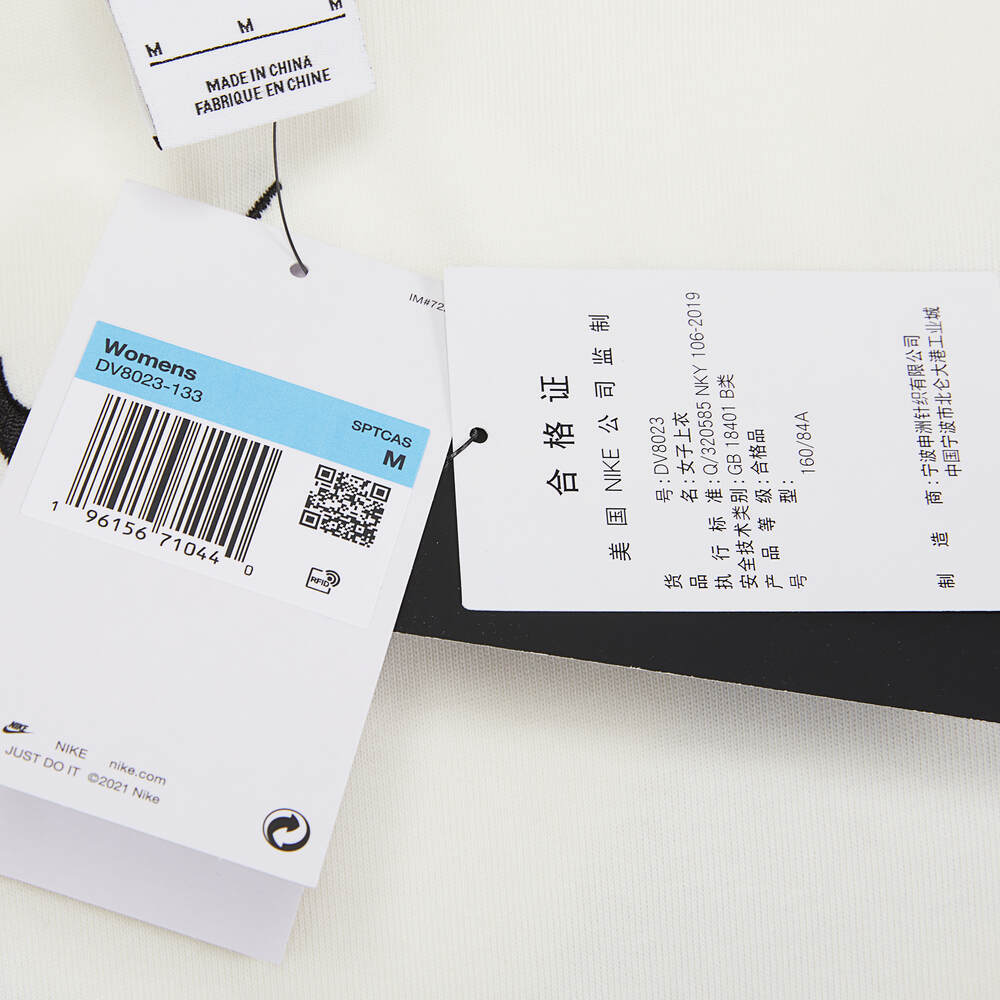 M M M
MADE IN CHINA
FABRIQUE EN CHINE
IM#72
Womens
DV8023-133
SPTCAS
M
1 96156 71044 0
RFID
NIKE
NIKE nike.com
JUST DO IT ©2021 Nike
合格证
美国 NIKE 公司监制
货号:DV8023
品名:女子上衣
执行标准:Q/320585 NKY 106-2019
安全技术类别:GB 18401 B类
产品等级:合格品
号型:160/84A
制造商:宁波申洲针织有限公司
中国宁波市北仑大港工业城